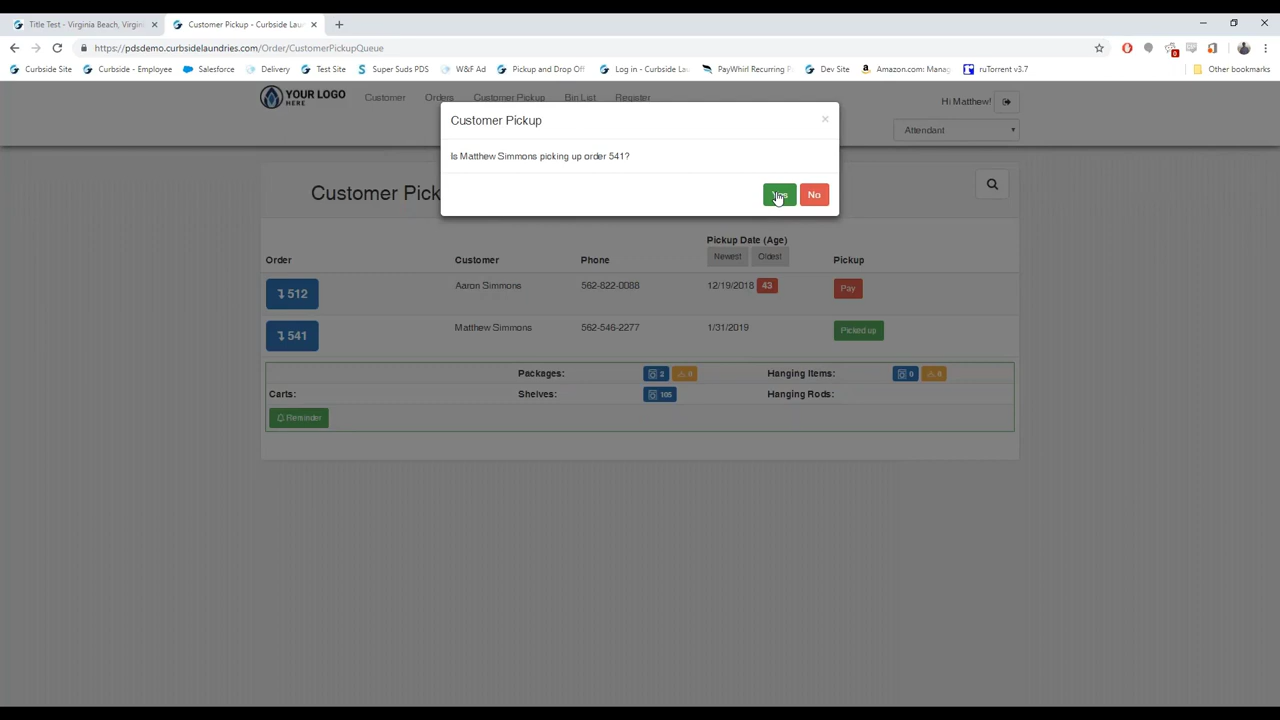 Title Test - Virginia Beach, Virgini
Customer Pickup - Curbside Lau
https://pdsdemo.curbsidelaundries.com/Order/CustomerPickupQueue
Curbside Site
Curbside - Employee
Salesforce
Delivery
Test Site
Super Suds PDS
W&F Ad
Pickup and Drop Off
Log in - Curbside La
PayWhirl Recurring P
Dev Site
Amazon.com: Manag
ruTorrent v3.7
Other bookmarks
YOUR LOGO
HERE
Customer
Orders
Customer Pickup
Bin List
Register
Hi Matthew!
Attendant
Customer Pickup
×
Is Matthew Simmons picking up order 541?
Yes
No
Customer Pick
Order
Customer
Phone
Pickup Date (Age)
Newest
Oldest
Pickup
512
Aaron Simmons
562-822-0088
12/19/2018 43
Pay
541
Matthew Simmons
562-546-2277
1/31/2019
Picked up
Packages:
2
Hanging Items:
0
Carts:
Shelves:
105
Hanging Rods:
Reminder